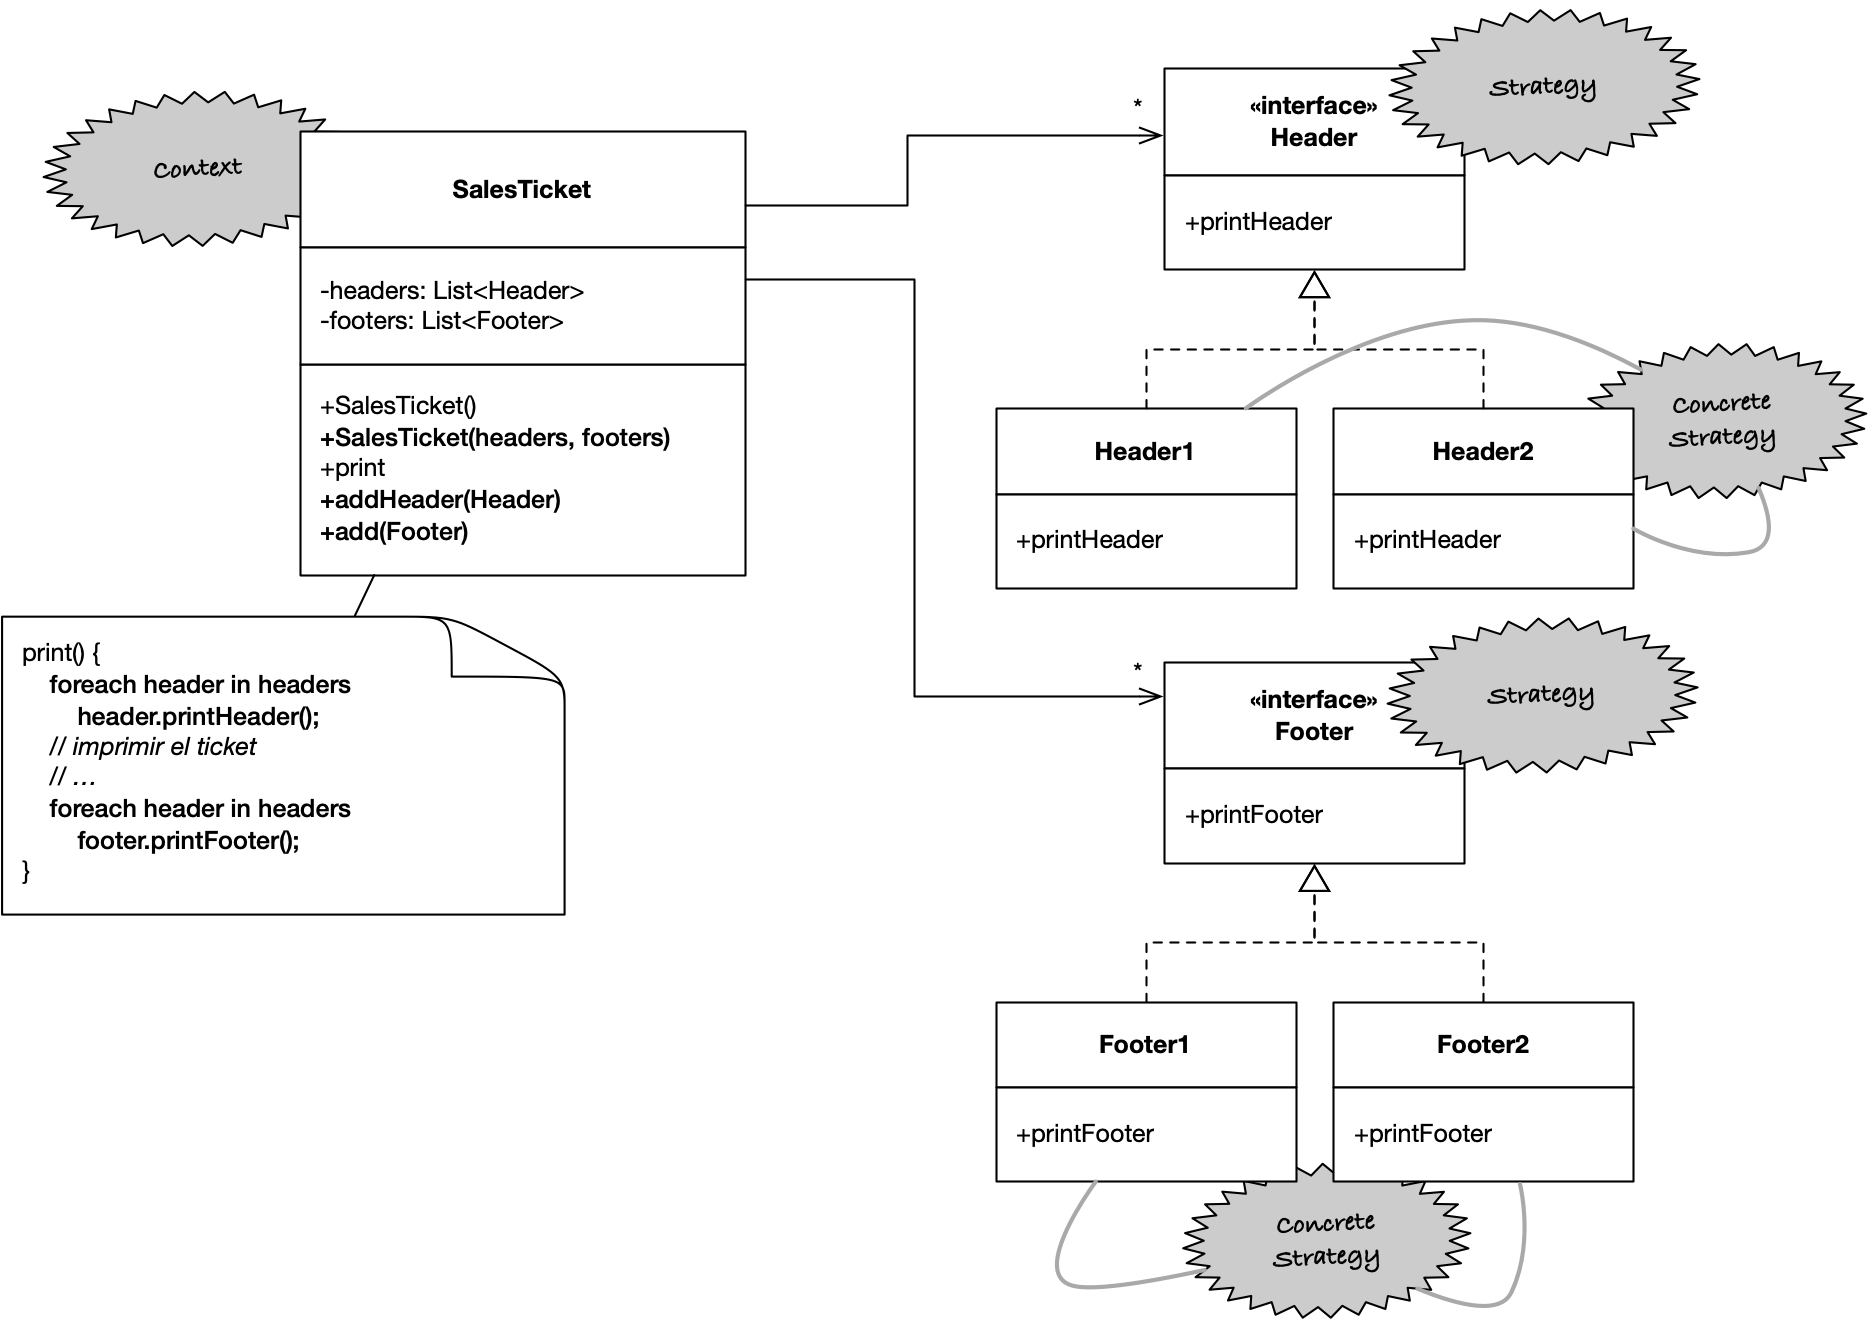 Context
SalesTicket
-headers: List<Header>
-footers: List<Footer>
+SalesTicket()
+SalesTicket(headers, footers)
+print
+addHeader(Header)
+add(Footer)
print() {
foreach header in headers
header.printHeader();
// imprimir el ticket
// …
foreach header in headers
footer.printFooter();
}
*
«interface»
Header
+printHeader
Strategy
Header1
+printHeader
Header2
+printHeader
Concrete
Strategy
*
«interface»
Footer
+printFooter
Strategy
Footer1
+printFooter
Footer2
+printFooter
Concrete
Strategy